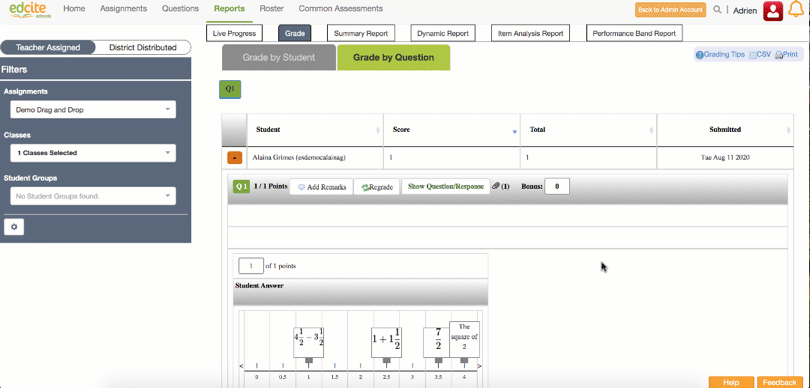 edcite
schools
Home Assignments Questions Reports Roster Common Assessments
Back to Admin Account | Adrien
Live Progress Grade Summary Report Dynamic Report Item Analysis Report Performance Band Report
Teacher Assigned District Distributed
Grade by Student Grade by Question
Grading Tips CSV Print
Filters
Q1
Assignments
Demo Drag and Drop
Student Score Total Submitted
Classes
1 Classes Selected
- Alaina Grimes (esdemocalainag) 1 1 Tue Aug 11 2020
Student Groups
No Student Groups found.
Q 1 1 / 1 Points Add Remarks Regrade Show Question/Response (1) Bonus: 0
1 of 1 points
Student Answer
4 1/2 − 3 1/2
1 + 1 1/2
7/2
The square of 2
0 0.5 1 1.5 2 2.5 3 3.5 4
Help Feedback